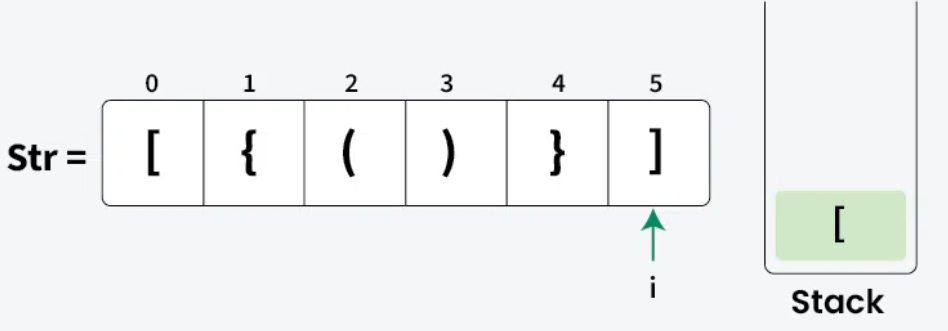 0 1 2 3 4 5
Str = [ { ( ) } ]
[
i
Stack